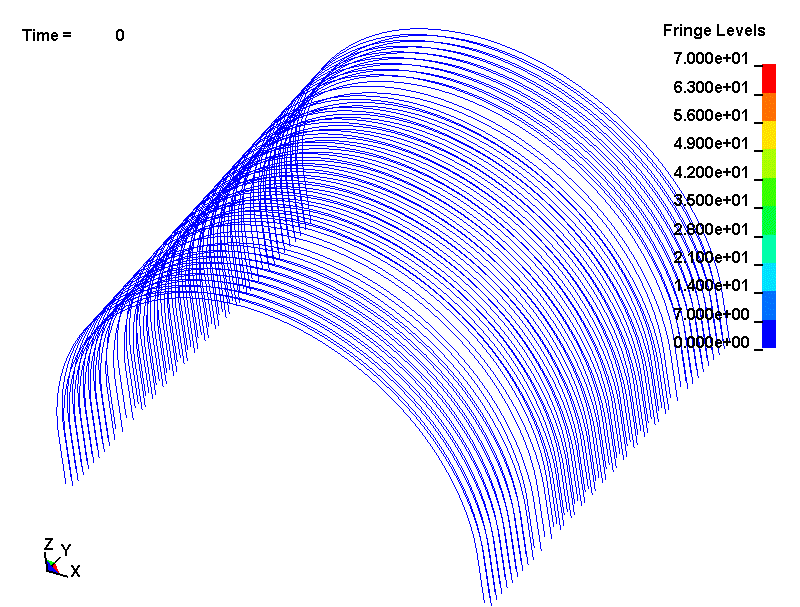 Time = 0
Fringe Levels
7.000e+01
6.300e+01
5.600e+01
4.900e+01
4.200e+01
3.500e+01
2.800e+01
2.100e+01
1.400e+01
7.000e+00
0.000e+00
Z
Y
X